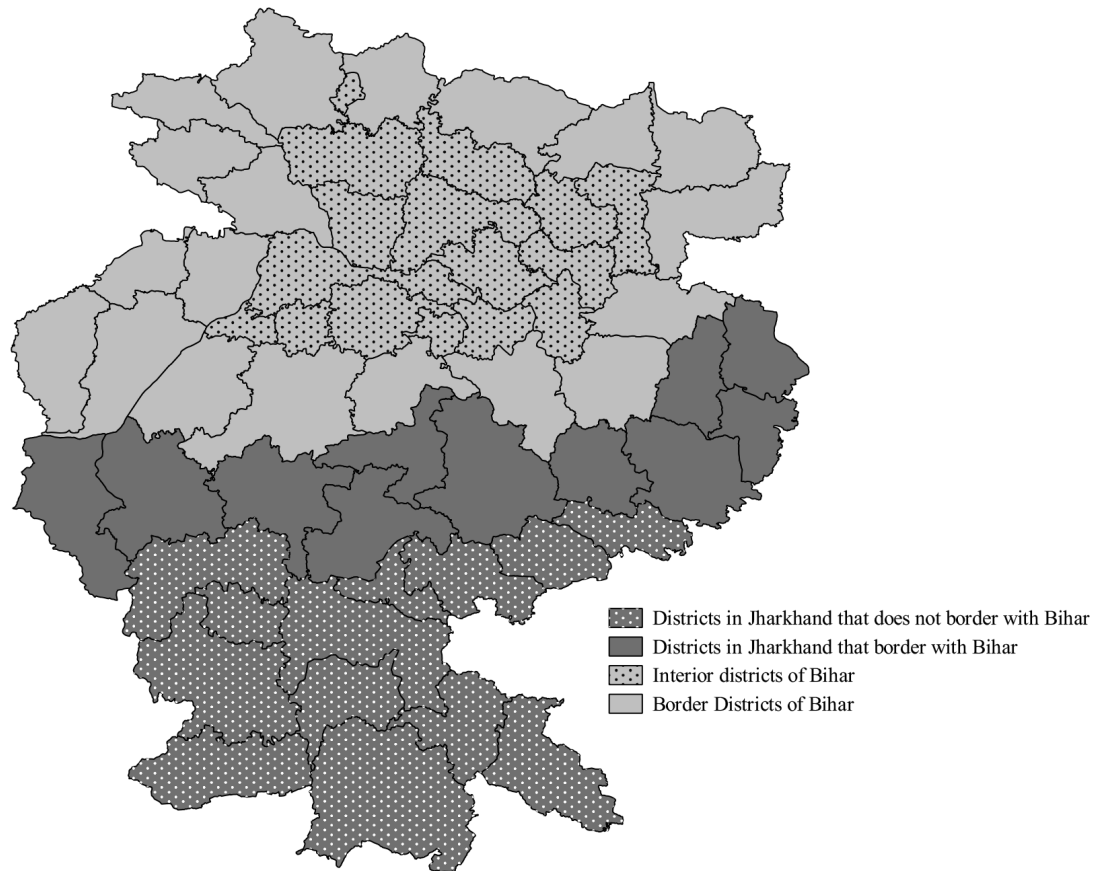 Districts in Jharkhand that does not border with Bihar
Districts in Jharkhand that border with Bihar
Interior districts of Bihar
Border Districts of Bihar